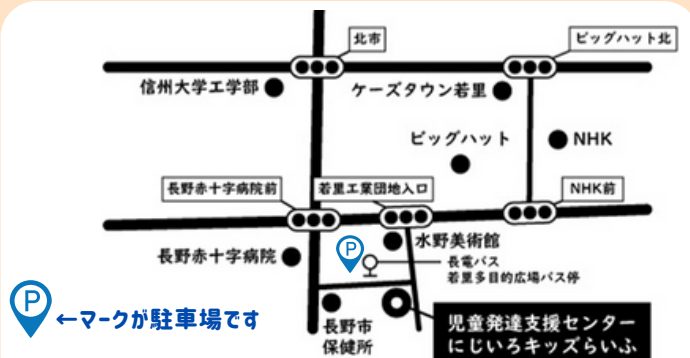 北市
ビッグハット北
信州大学工学部
ケーズタウン若里
ビッグハット
NHK
長野赤十字病院前
若里工業団地入口
NHK前
水野美術館
長野赤十字病院
P
長電バス
若里多目的広場バス停
P
←マークが駐車場です
長野市
保健所
児童発達支援センター
にじいろキッズらいふ